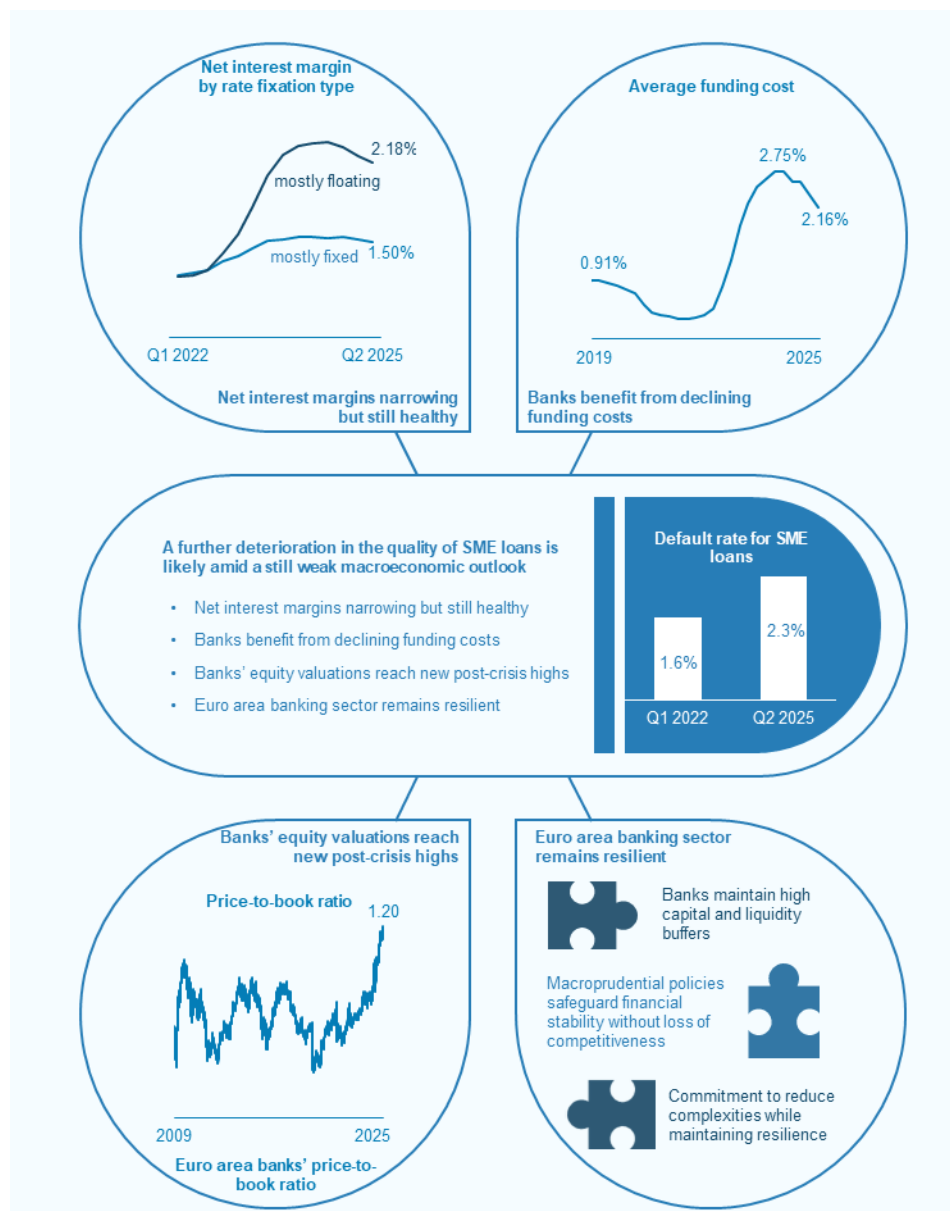 Net interest margin
by rate fixation type
2.18%
mostly floating
mostly fixed
1.50%
Q1 2022
Q2 2025
Net interest margins narrowing
but still healthy
Average funding cost
2.75%
2.16%
0.91%
2019
2025
Banks benefit from declining
funding costs
A further deterioration in the quality of SME loans is
likely amid a still weak macroeconomic outlook
• Net interest margins narrowing but still healthy
• Banks benefit from declining funding costs
• Banks' equity valuations reach new post-crisis highs
• Euro area banking sector remains resilient
Default rate for SME
loans
1.6%
2.3%
Q1 2022
Q2 2025
Banks' equity valuations reach
new post-crisis highs
Price-to-book ratio
1.20
2009
2025
Euro area banks' price-to-
book ratio
Euro area banking sector
remains resilient
Banks maintain high
capital and liquidity
buffers
Macroprudential policies
safeguard financial
stability without loss of
competitiveness
Commitment to reduce
complexities while
maintaining resilience